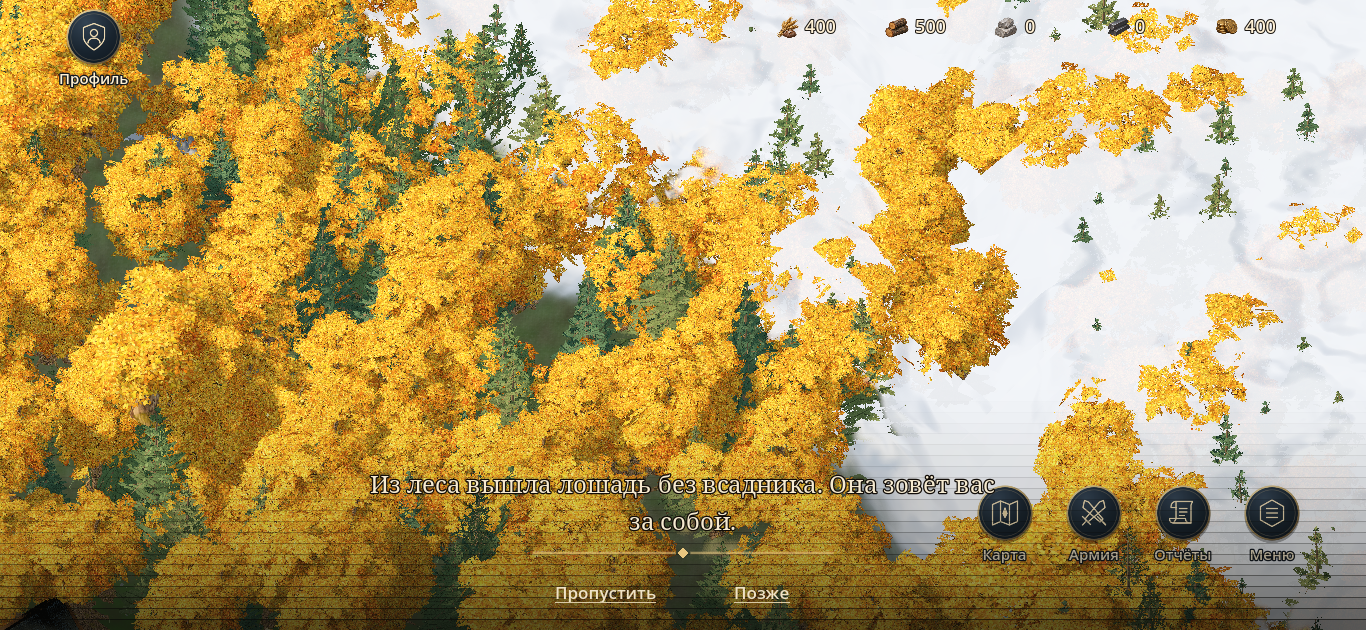 400
500
0
0
400
Профиль
Из леса вышла лошадь без всадника. Она зовёт вас
за собой.
Карта
Армия
Отчёты
Меню
Пропустить
Позже